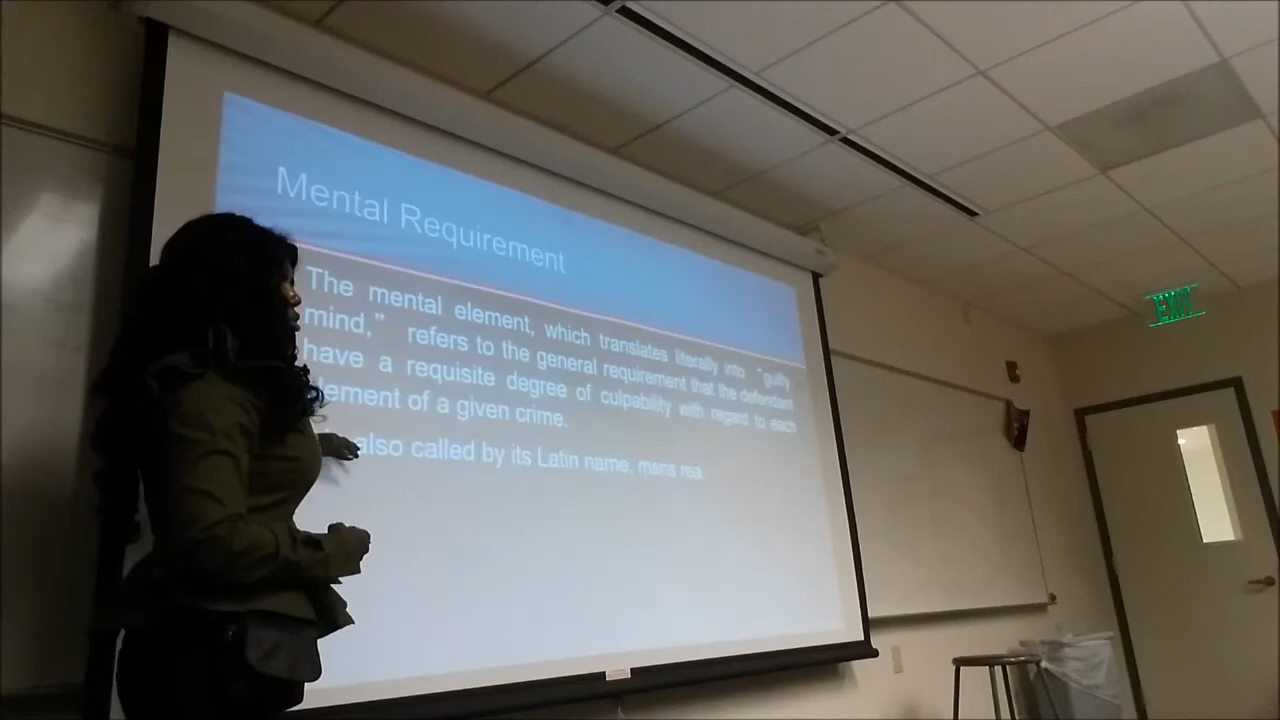 Mental Requirement
The mental element, which translates literally into "guilty
mind," refers to the general requirement that the defendant
have a requisite degree of culpability with regard to each
lement of a given crime.
also called by its Latin name, mens rea.
EXIT